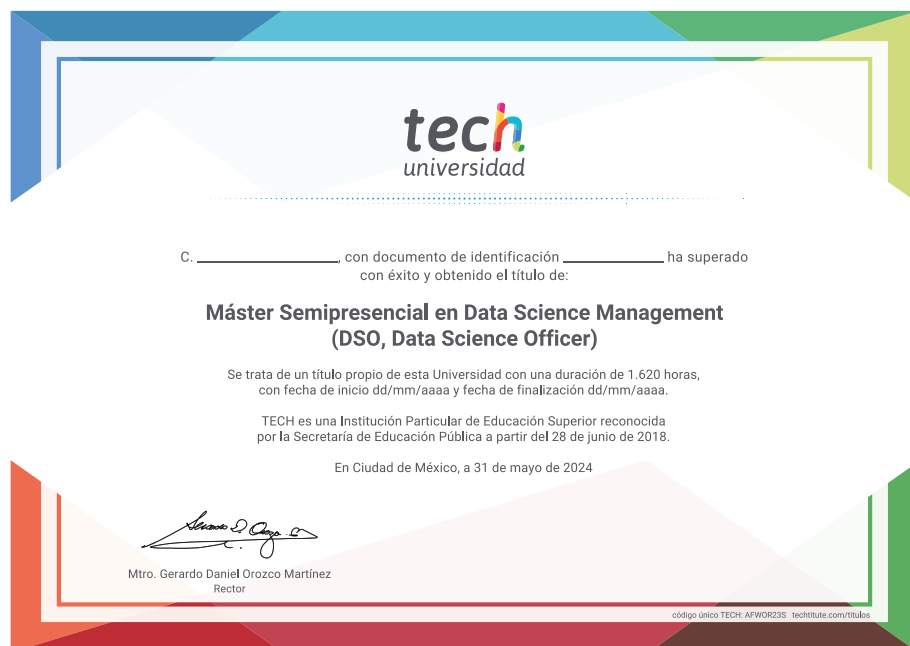 tech
universidad
C. ____________________, con documento de identificación ______________ ha superado
con éxito y obtenido el título de:
Máster Semipresencial en Data Science Management
(DSO, Data Science Officer)
Se trata de un título propio de esta Universidad con una duración de 1.620 horas,
con fecha de inicio dd/mm/aaaa y fecha de finalización dd/mm/aaaa.
TECH es una Institución Particular de Educación Superior reconocida
por la Secretaría de Educación Pública a partir del 28 de junio de 2018.
En Ciudad de México, a 31 de mayo de 2024
Mtro. Gerardo Daniel Orozco Martínez
Rector
código único TECH: AFWOR23S techtitute.com/titulos